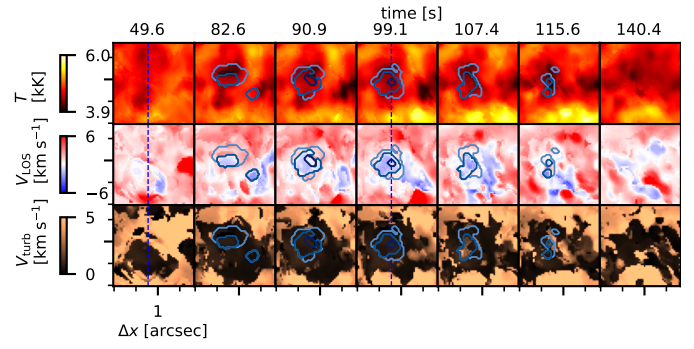 time [s]
49.6 82.6 90.9 99.1 107.4 115.6 140.4
6.0
T
[kK]
3.9
6
V_LOS
[km s⁻¹]
−6
5
V_turb
[km s⁻¹]
0
1
Δx [arcsec]